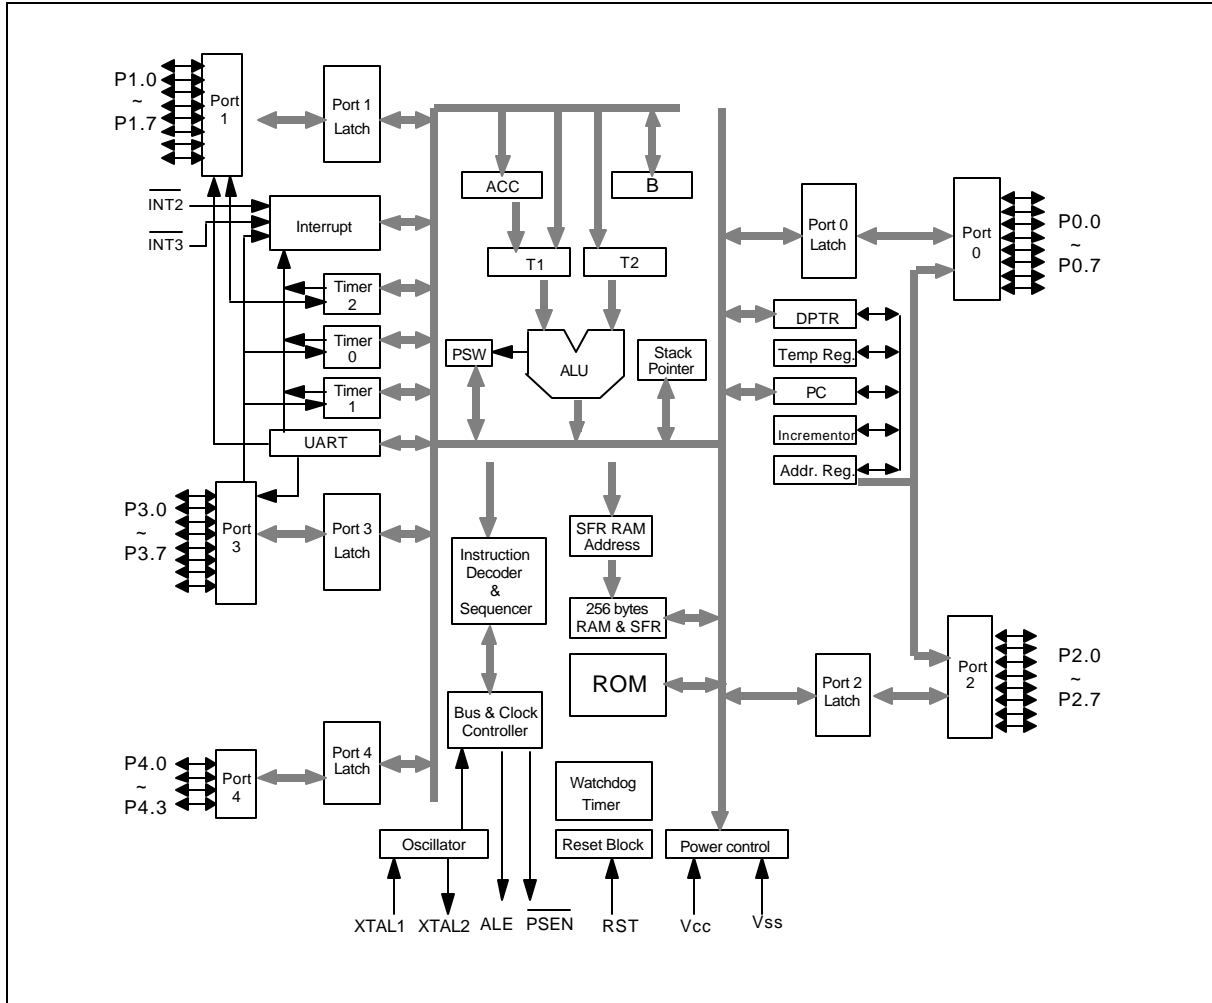 P1.0
~
P1.7
Port
1
Port 1
Latch
INT2
INT3
Interrupt
Timer
2
Timer
0
Timer
1
UART
P3.0
~
P3.7
Port
3
Port 3
Latch
P4.0
~
P4.3
Port
4
Port 4
Latch
ACC
B
T1
T2
PSW
ALU
Stack
Pointer
Instruction
Decoder
&
Sequencer
SFR RAM
Address
256 bytes
RAM & SFR
ROM
Bus & Clock
Controller
Watchdog
Timer
Oscillator
Reset Block
Power control
XTAL1
XTAL2
ALE
PSEN
RST
Vcc
Vss
Port 0
Latch
Port
0
P0.0
~
P0.7
DPTR
Temp Reg.
PC
Incrementor
Addr. Reg.
Port 2
Latch
Port
2
P2.0
~
P2.7